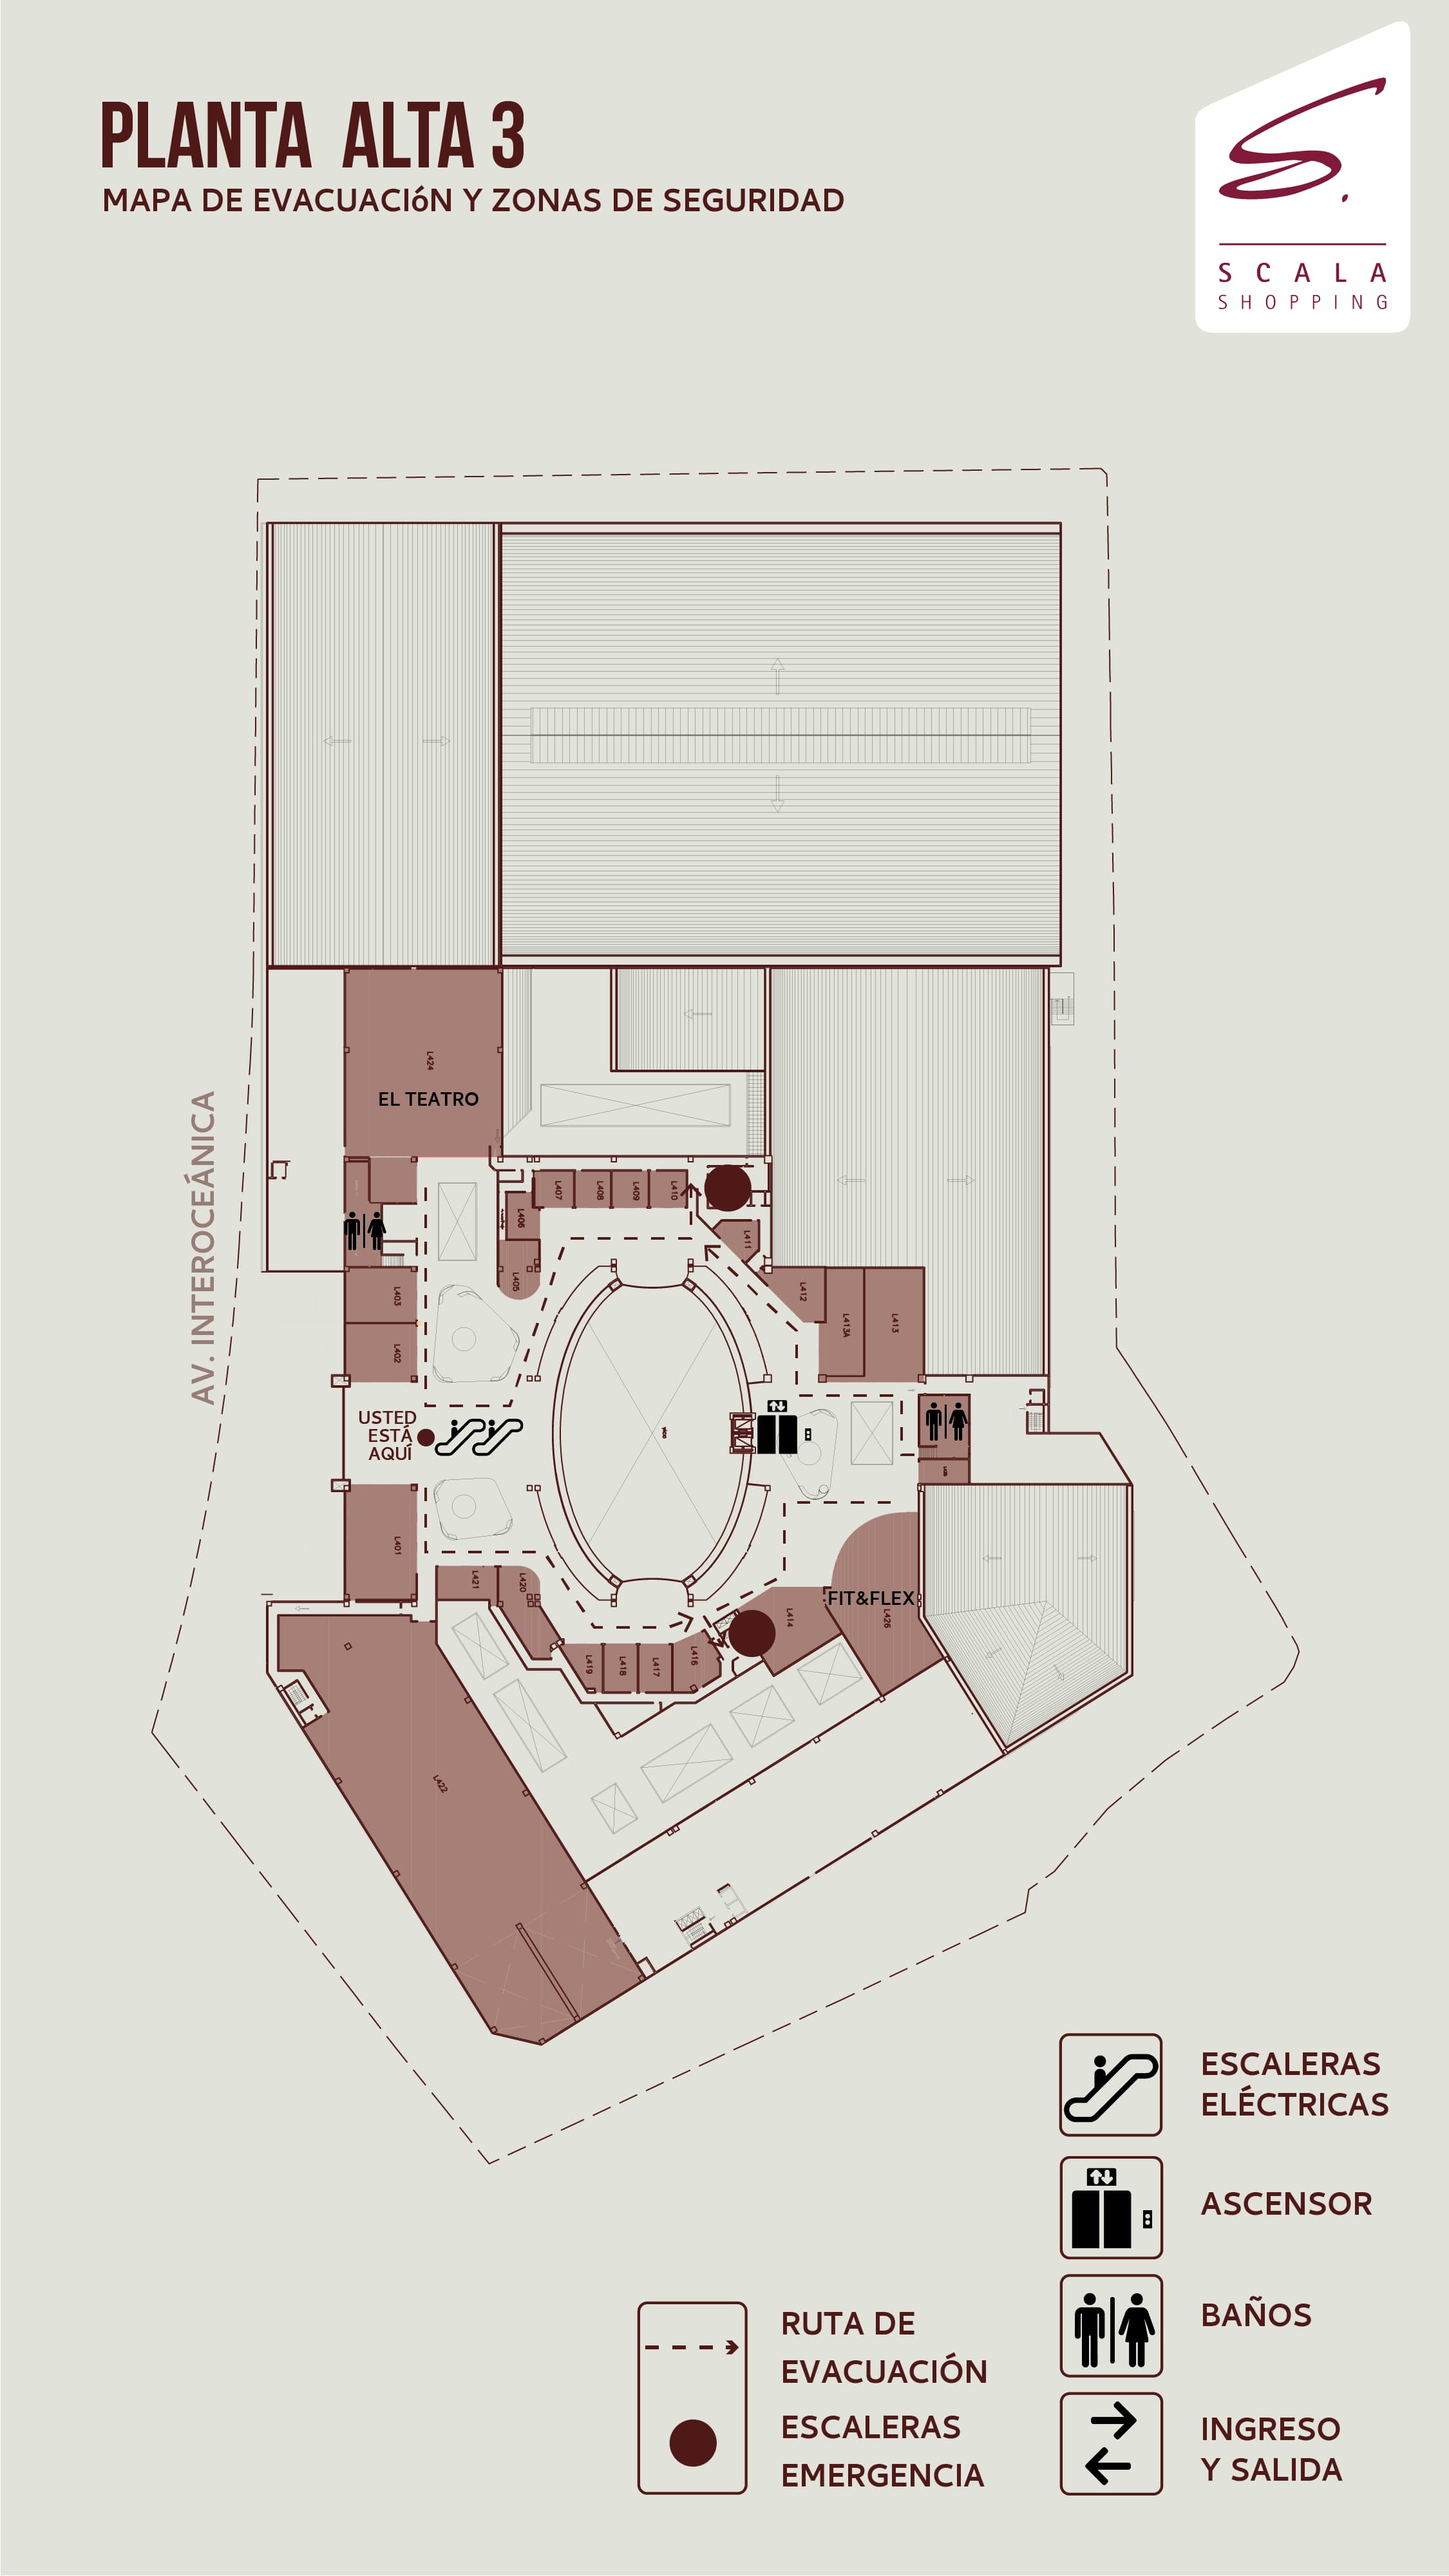 PLANTA ALTA 3
MAPA DE EVACUACIóN Y ZONAS DE SEGURIDAD
S.
SCALA
SHOPPING
AV. INTEROCEÁNICA
L424
EL TEATRO
L407
L408
L409
L410
L406
L411
L405
L403
L412
L402
L413A
L413
USTED
ESTÁ
AQUÍ
L401
L421
L420
FIT&FLEX
L414
L426
L419
L418
L417
L416
L422
ESCALERAS
ELÉCTRICAS
ASCENSOR
BAÑOS
INGRESO
Y SALIDA
RUTA DE
EVACUACIÓN
ESCALERAS
EMERGENCIA